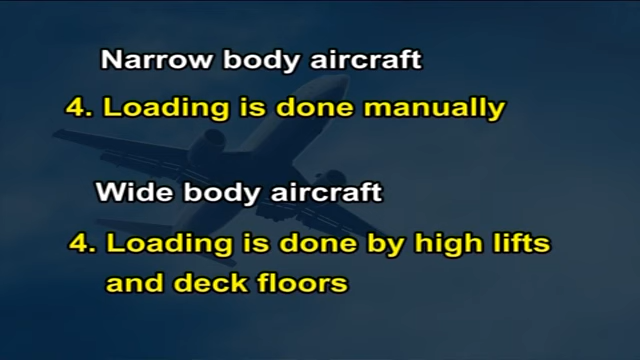 Narrow body aircraft
4. Loading is done manually
Wide body aircraft
4. Loading is done by high lifts
and deck floors